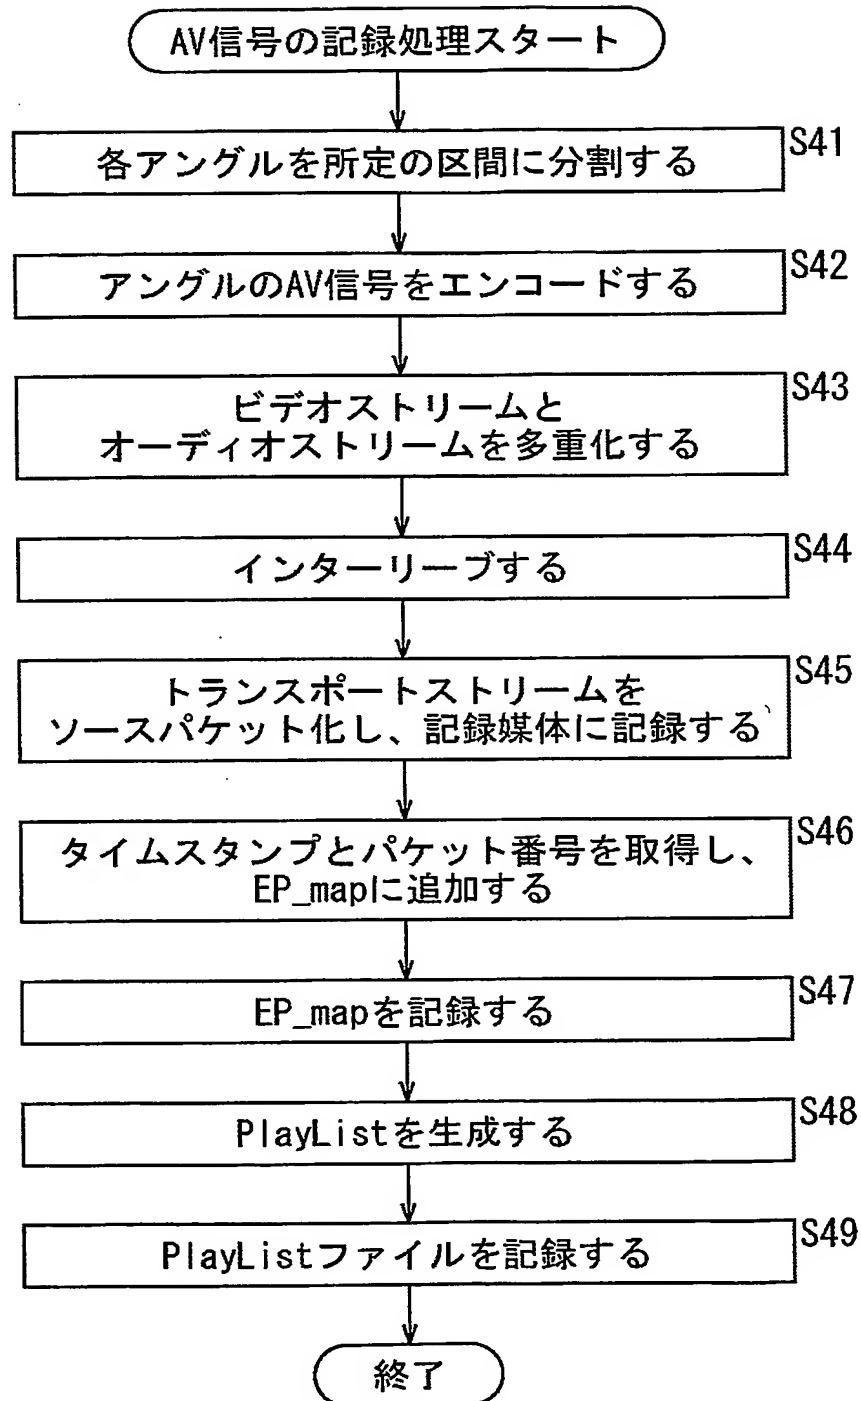 AV信号の記録処理スタート
S41
各アングルを所定の区間に分割する
S42
アングルのAV信号をエンコードする
S43
ビデオストリームと
オーディオストリームを多重化する
S44
インターリーブする
S45
トランスポートストリームを
ソースパケット化し、記録媒体に記録する
S46
タイムスタンプとパケット番号を取得し、
EP_mapに追加する
S47
EP_mapを記録する
S48
PlayListを生成する
S49
PlayListファイルを記録する
終了